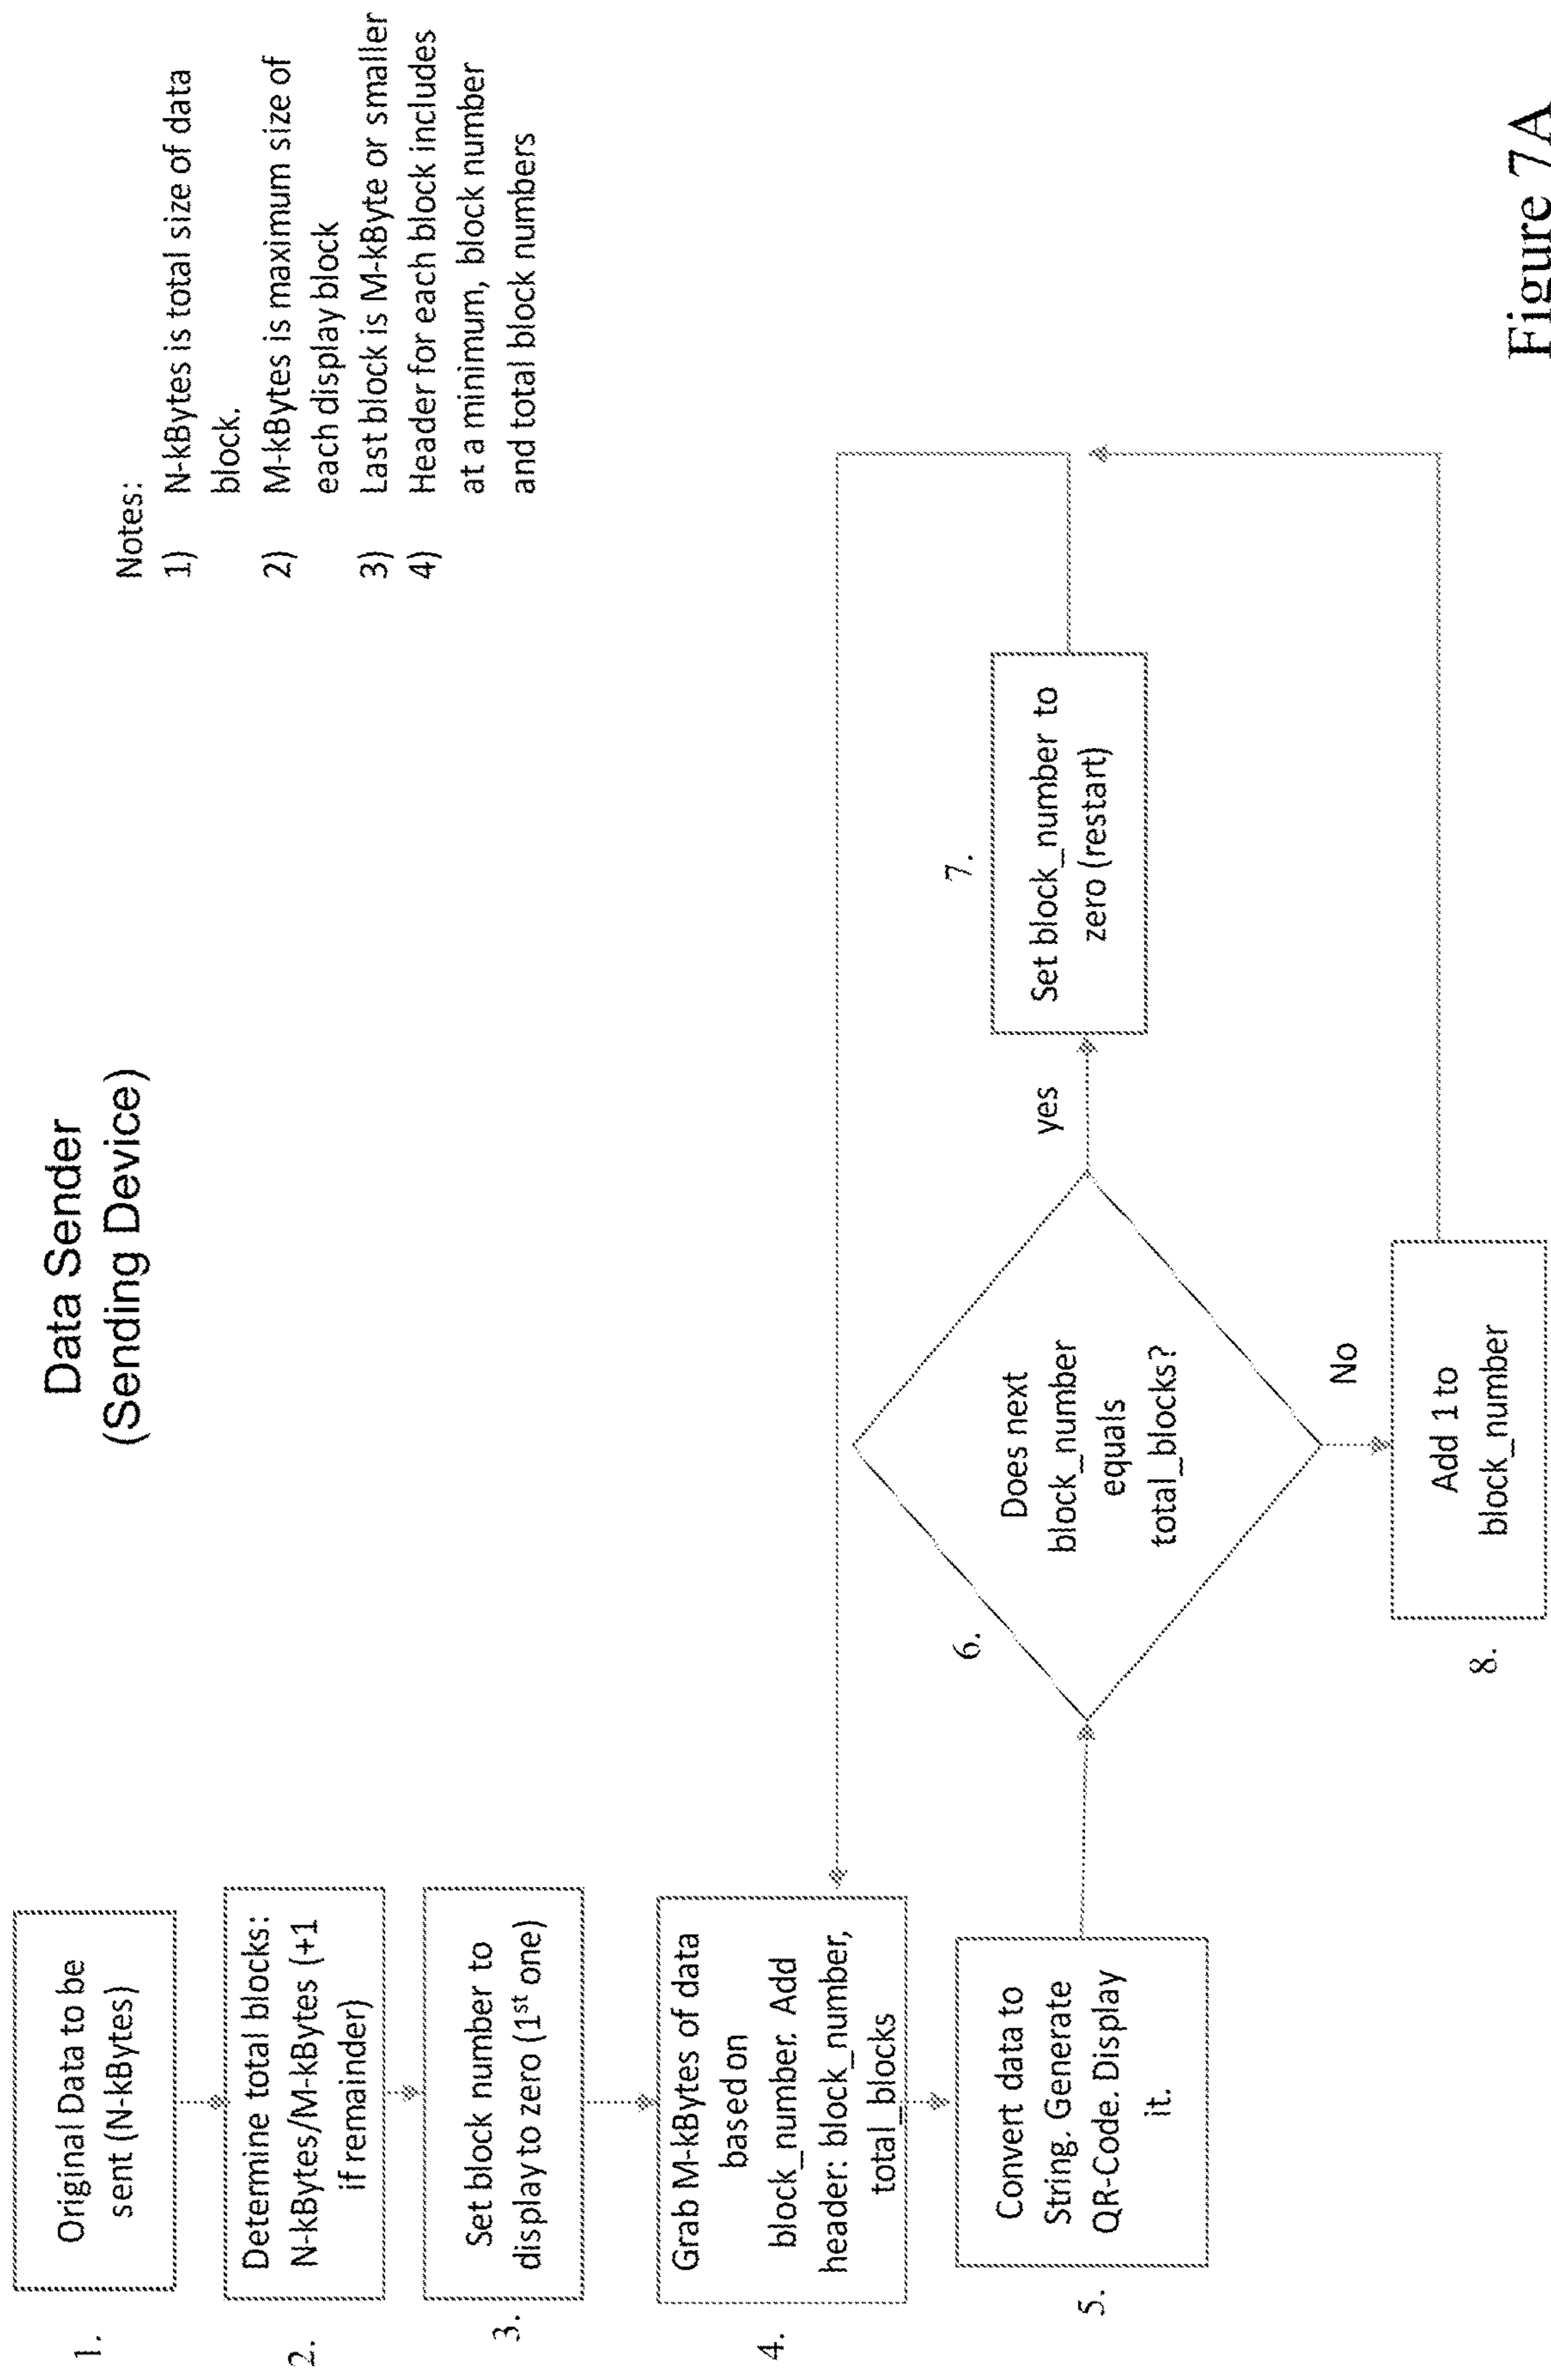 Data Sender
(Sending Device)
Notes:
1) N-kBytes is total size of data
block.
2) M-kBytes is maximum size of
each display block
3) Last block is M-kByte or smaller
4) Header for each block includes
at a minimum, block number
and total block numbers
1.
Original Data to be
sent (N-kBytes)
2.
Determine total blocks:
N-kBytes/M-kBytes (+1
if remainder)
3.
Set block number to
display to zero (1st one)
4.
Grab M-kBytes of data
based on
block_number. Add
header: block_number,
total_blocks
5.
Convert data to
String. Generate
QR-Code. Display
it.
6.
Does next
block_number
equals
total_blocks?
yes
7.
Set block_number to
zero (restart)
No
8.
Add 1 to
block_number
Figure 7A